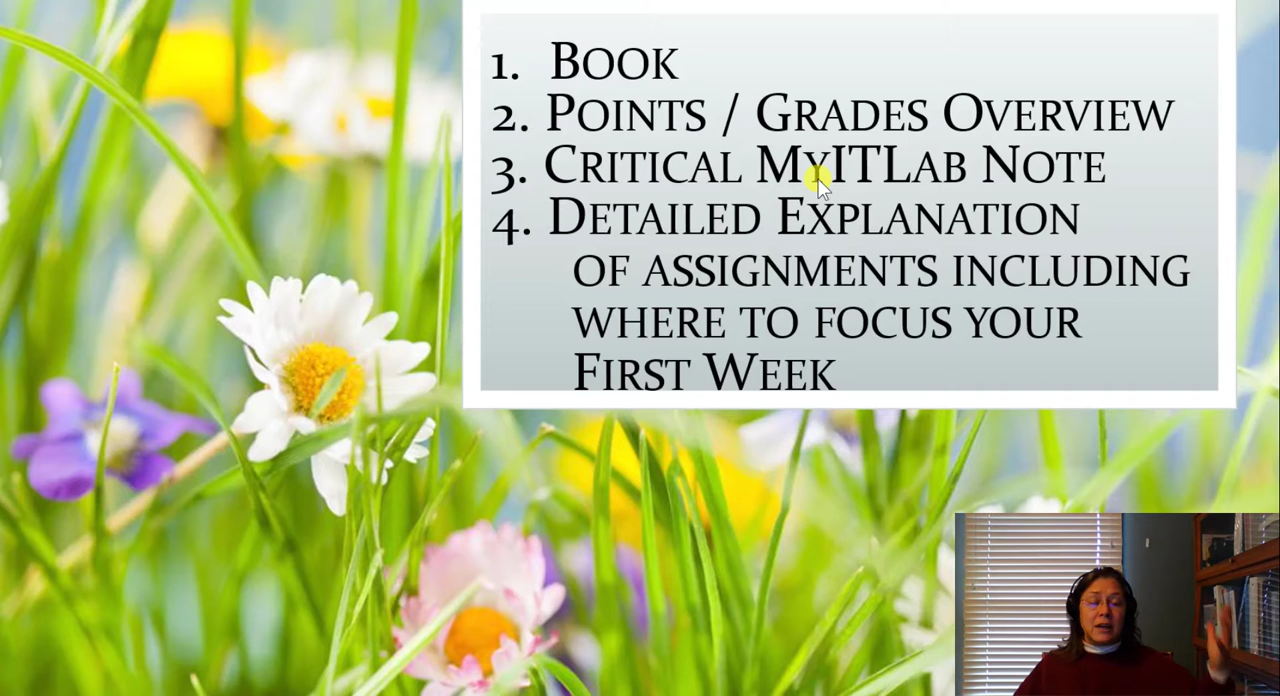 1. Book
2. Points / Grades Overview
3. Critical MyITLab Note
4. Detailed Explanation
of assignments including
where to focus your
First Week